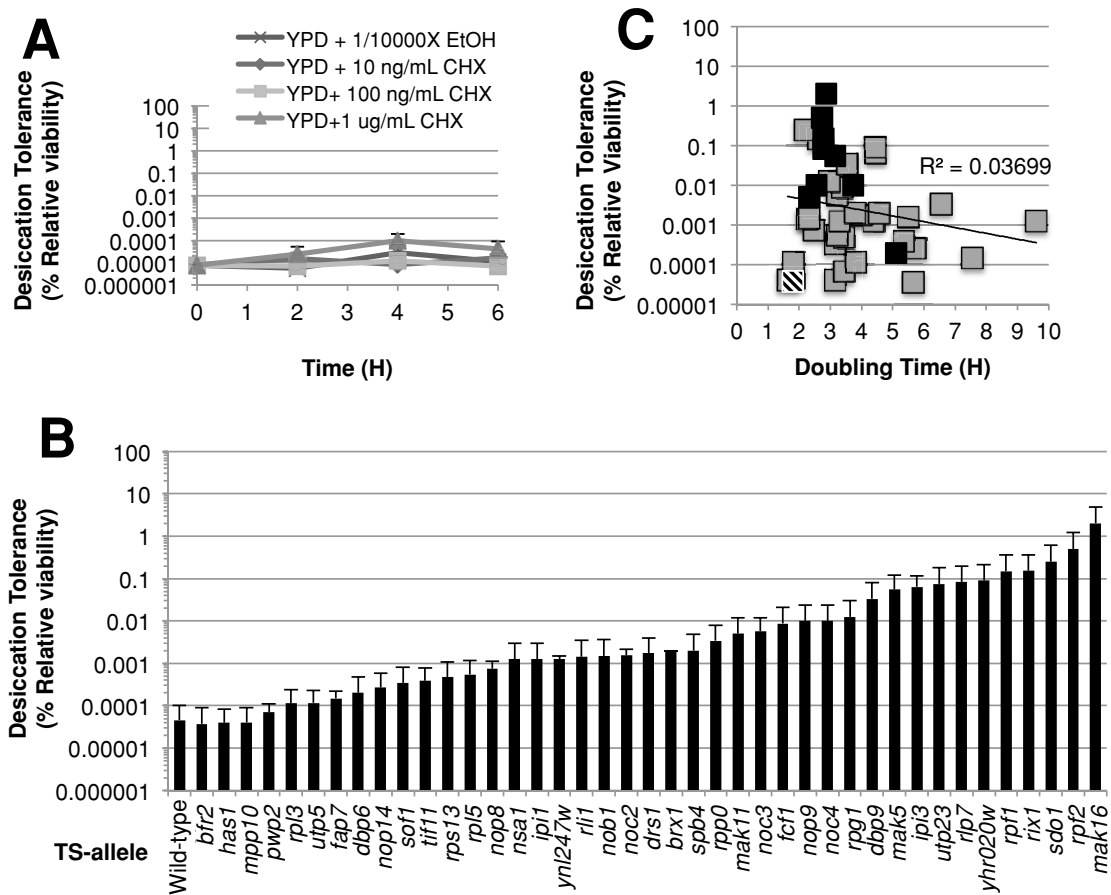 A
YPD + 1/10000X EtOH
YPD + 10 ng/mL CHX
YPD+ 100 ng/mL CHX
YPD+1 ug/mL CHX
Desiccation Tolerance
(% Relative viability)
100
10
1
0.1
0.01
0.001
0.0001
0.00001
0.000001
0 1 2 3 4 5 6
Time (H)
C
Desiccation Tolerance
(% Relative Viability)
100
10
1
0.1
0.01
0.001
0.0001
0.00001
R² = 0.03699
0 1 2 3 4 5 6 7 8 9 10
Doubling Time (H)
B
Desiccation Tolerance
(% Relative viability)
100
10
1
0.1
0.01
0.001
0.0001
0.00001
0.000001
TS-allele
Wild-type
bfr2
has1
mpp10
pwp2
rpl3
utp5
fap7
dbp6
nop14
sof1
tif11
rps13
rpl5
nop8
nsa1
ipi1
ynl247w
rli1
nob1
noc2
drs1
brx1
spb4
rpp0
mak11
noc3
fcf1
nop9
noc4
rpg1
dbp9
mak5
ipi3
utp23
rlp7
yhr020w
rpf1
rix1
sdo1
rpf2
mak16